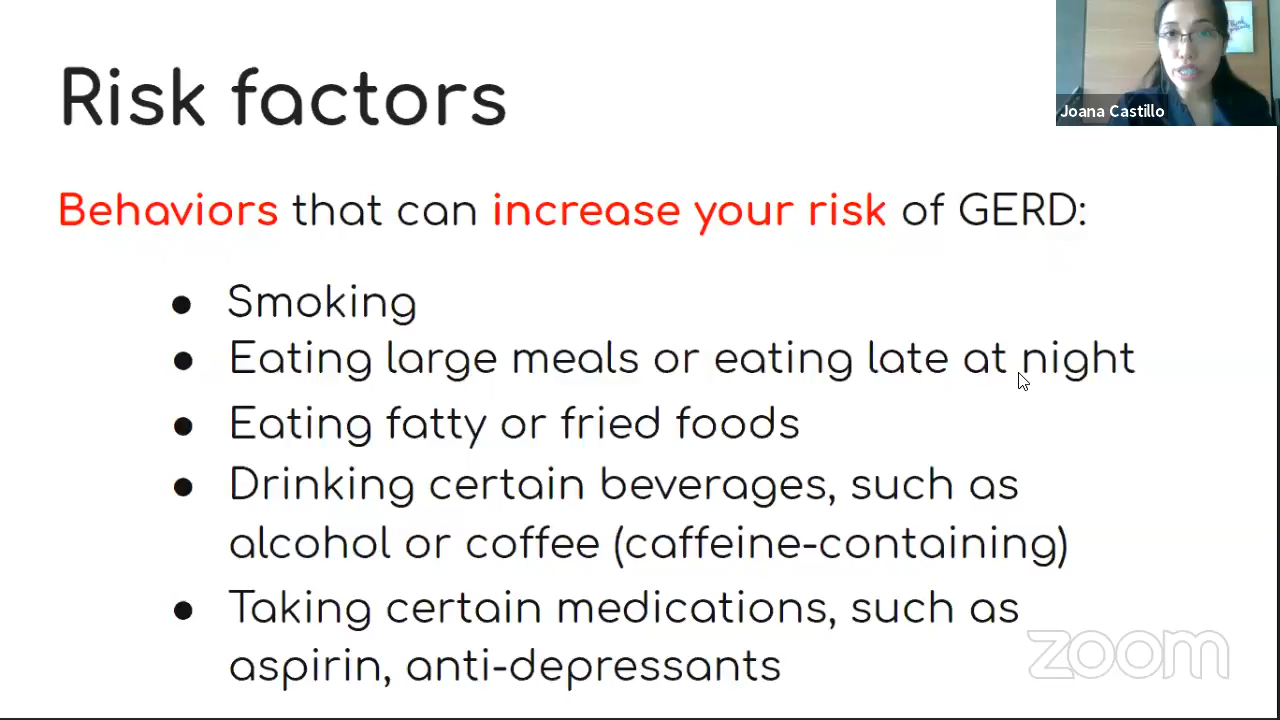 Risk factors
Joana Castillo
Behaviors that can increase your risk of GERD:
● Smoking
● Eating large meals or eating late at night
● Eating fatty or fried foods
● Drinking certain beverages, such as
alcohol or coffee (caffeine-containing)
● Taking certain medications, such as
aspirin, anti-depressants
zoom